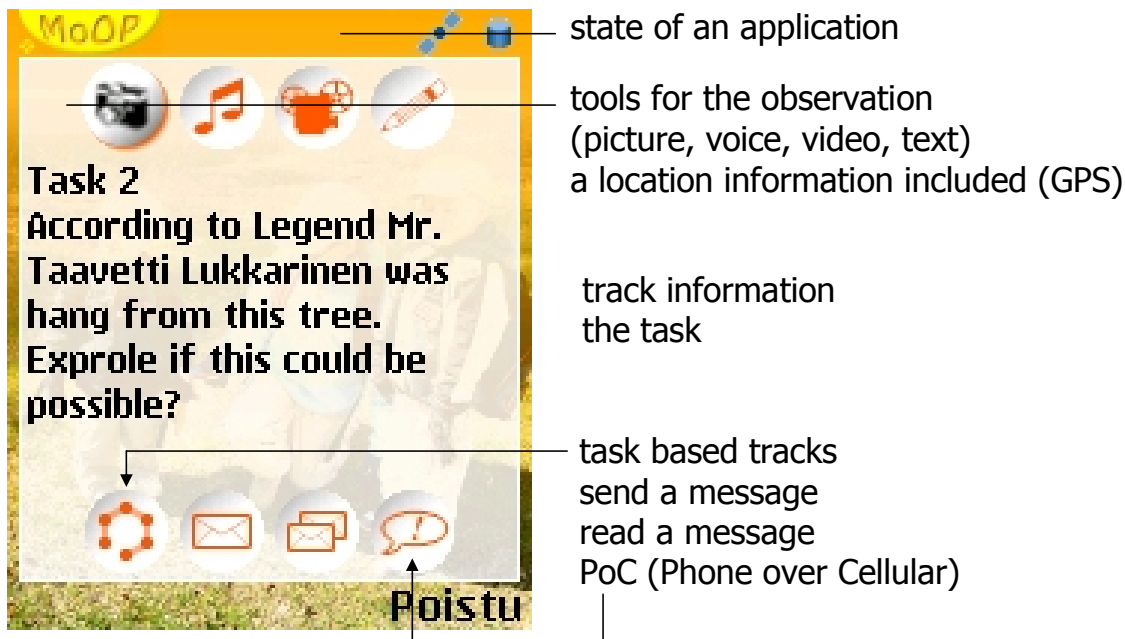 MoOP
state of an application
tools for the observation
(picture, voice, video, text)
a location information included (GPS)
Task 2
According to Legend Mr.
Taavetti Lukkarinen was
hang from this tree.
Exprole if this could be
possible?
track information
the task
task based tracks
send a message
read a message
PoC (Phone over Cellular)
Poistu